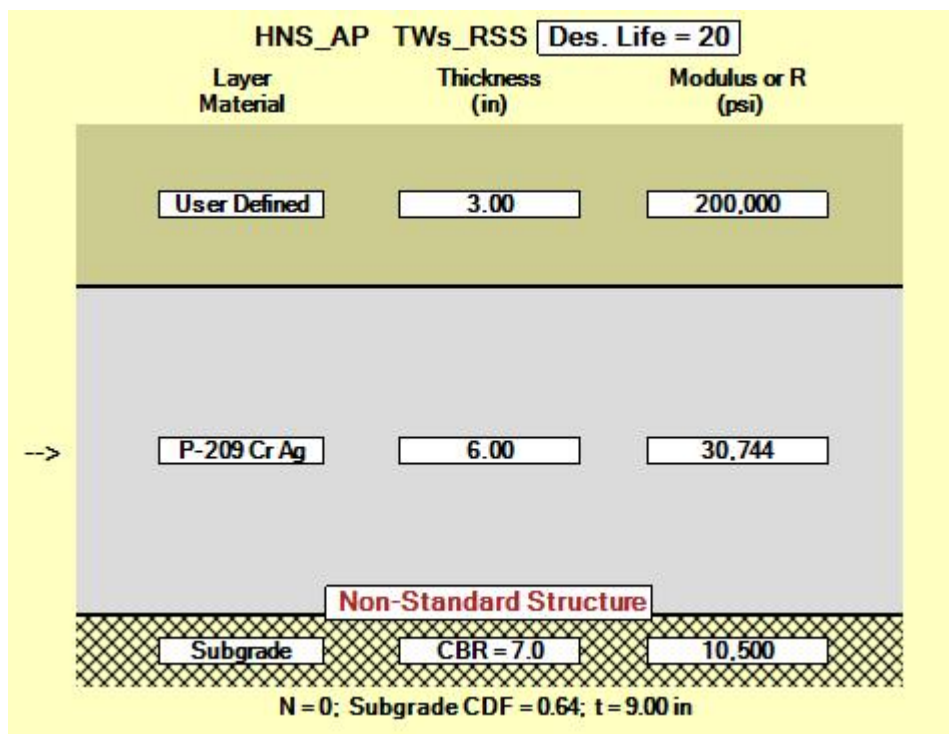 HNS_AP TWs_RSS Des. Life = 20
Layer Material Thickness (in) Modulus or R (psi)
User Defined 3.00 200,000
--> P-209 Cr Ag 6.00 30,744
Non-Standard Structure
Subgrade CBR = 7.0 10,500
N = 0; Subgrade CDF = 0.64; t = 9.00 in